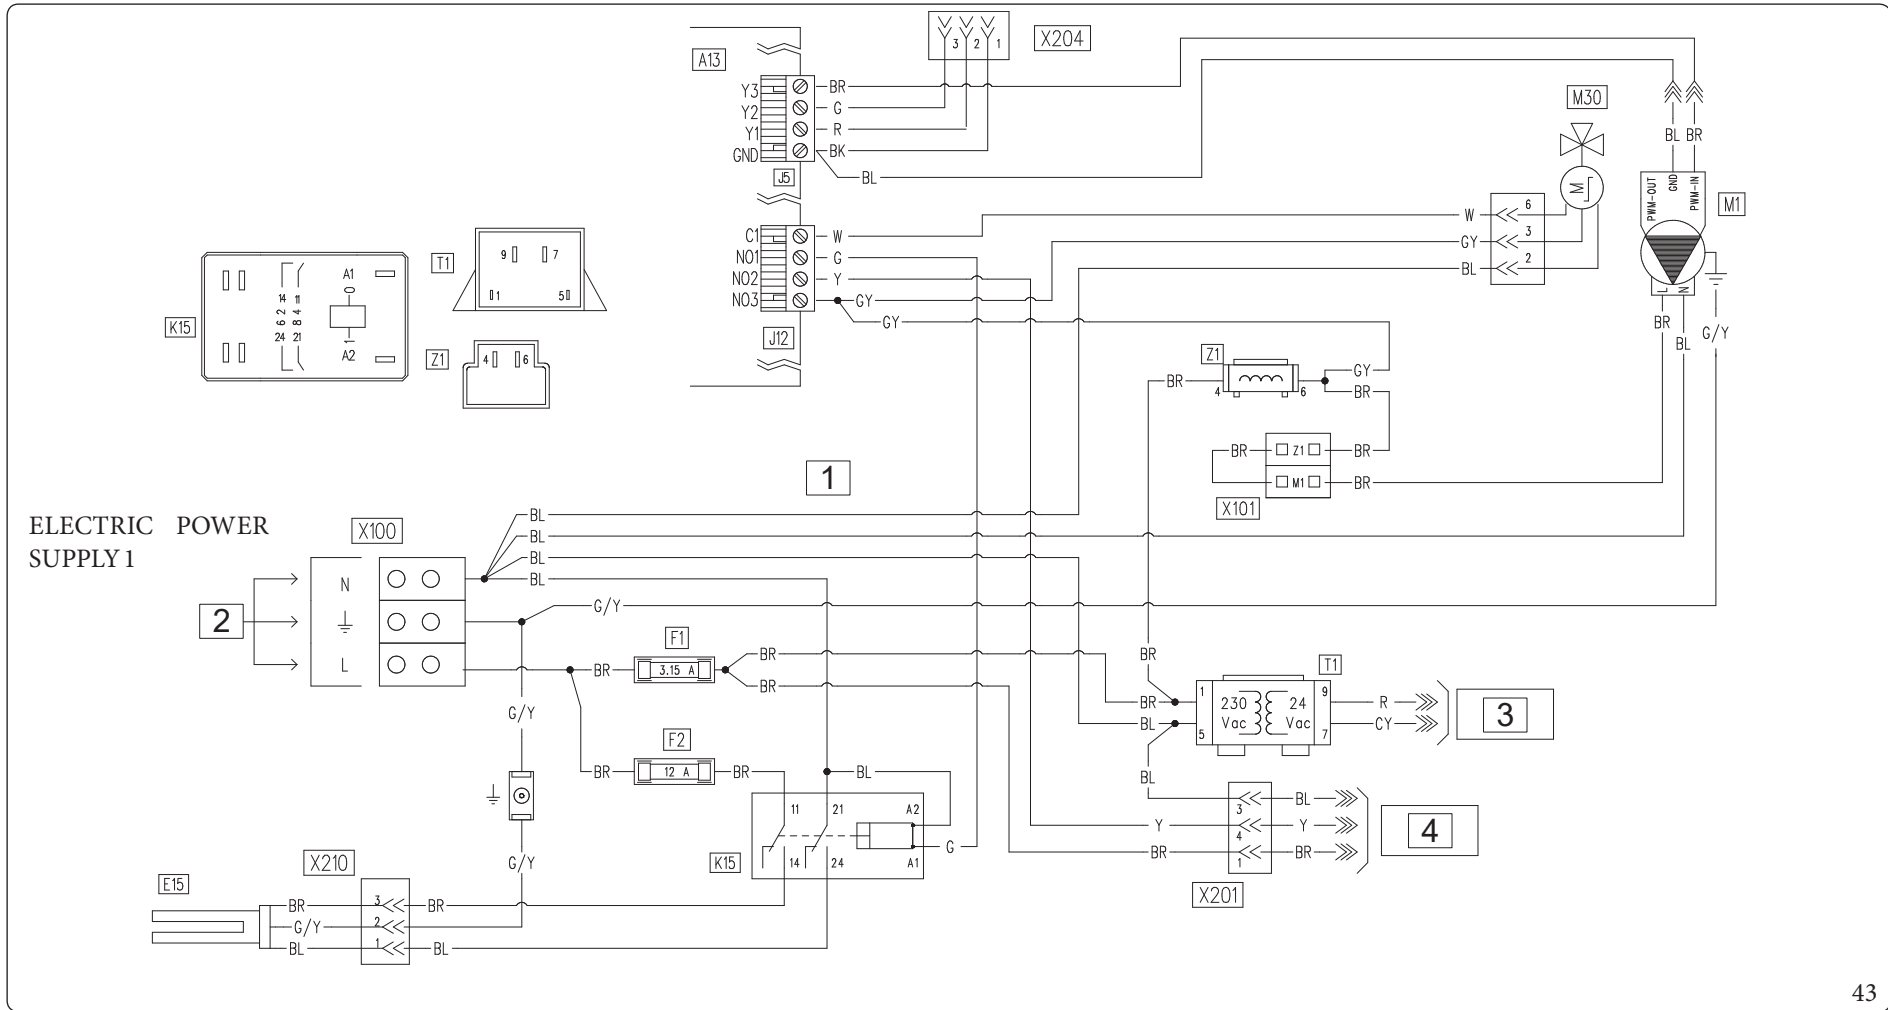 X204
3 2 1
A13
Y3 BR
Y2 G
Y1 R
GND BK
BL
J5
M30
M
BL BR
PWM-OUT GND PWM-IN
M1
L N
BR BL G/Y
W 6
GY 3
BL 2
C1 W
NO1 G
NO2 Y
NO3 GY
GY
J12
K15
A1
0
14 11
2 4
6 8
24 21
1
A2
T1
9 7
1 5
Z1
4 6
Z1
BR 4 6 GY
BR
BR Z1 BR
M1 BR
X101
1
ELECTRIC POWER
SUPPLY 1
X100
2
N
L
BL
BL
BL
BL
G/Y
G/Y
F1
BR 3.15 A BR
BR
F2
BR 12 A BR
BR
T1
BR 1 230 Vac 24 Vac 9 R
BL 5 7 CY
3
BL
3 BL
Y 4 Y
BR 1 BR
4
X201
BL
11 21 A2
14 24 A1
G
K15
G/Y
X210
E15
BR 3 BR
G/Y 2
BL 1 BL
43